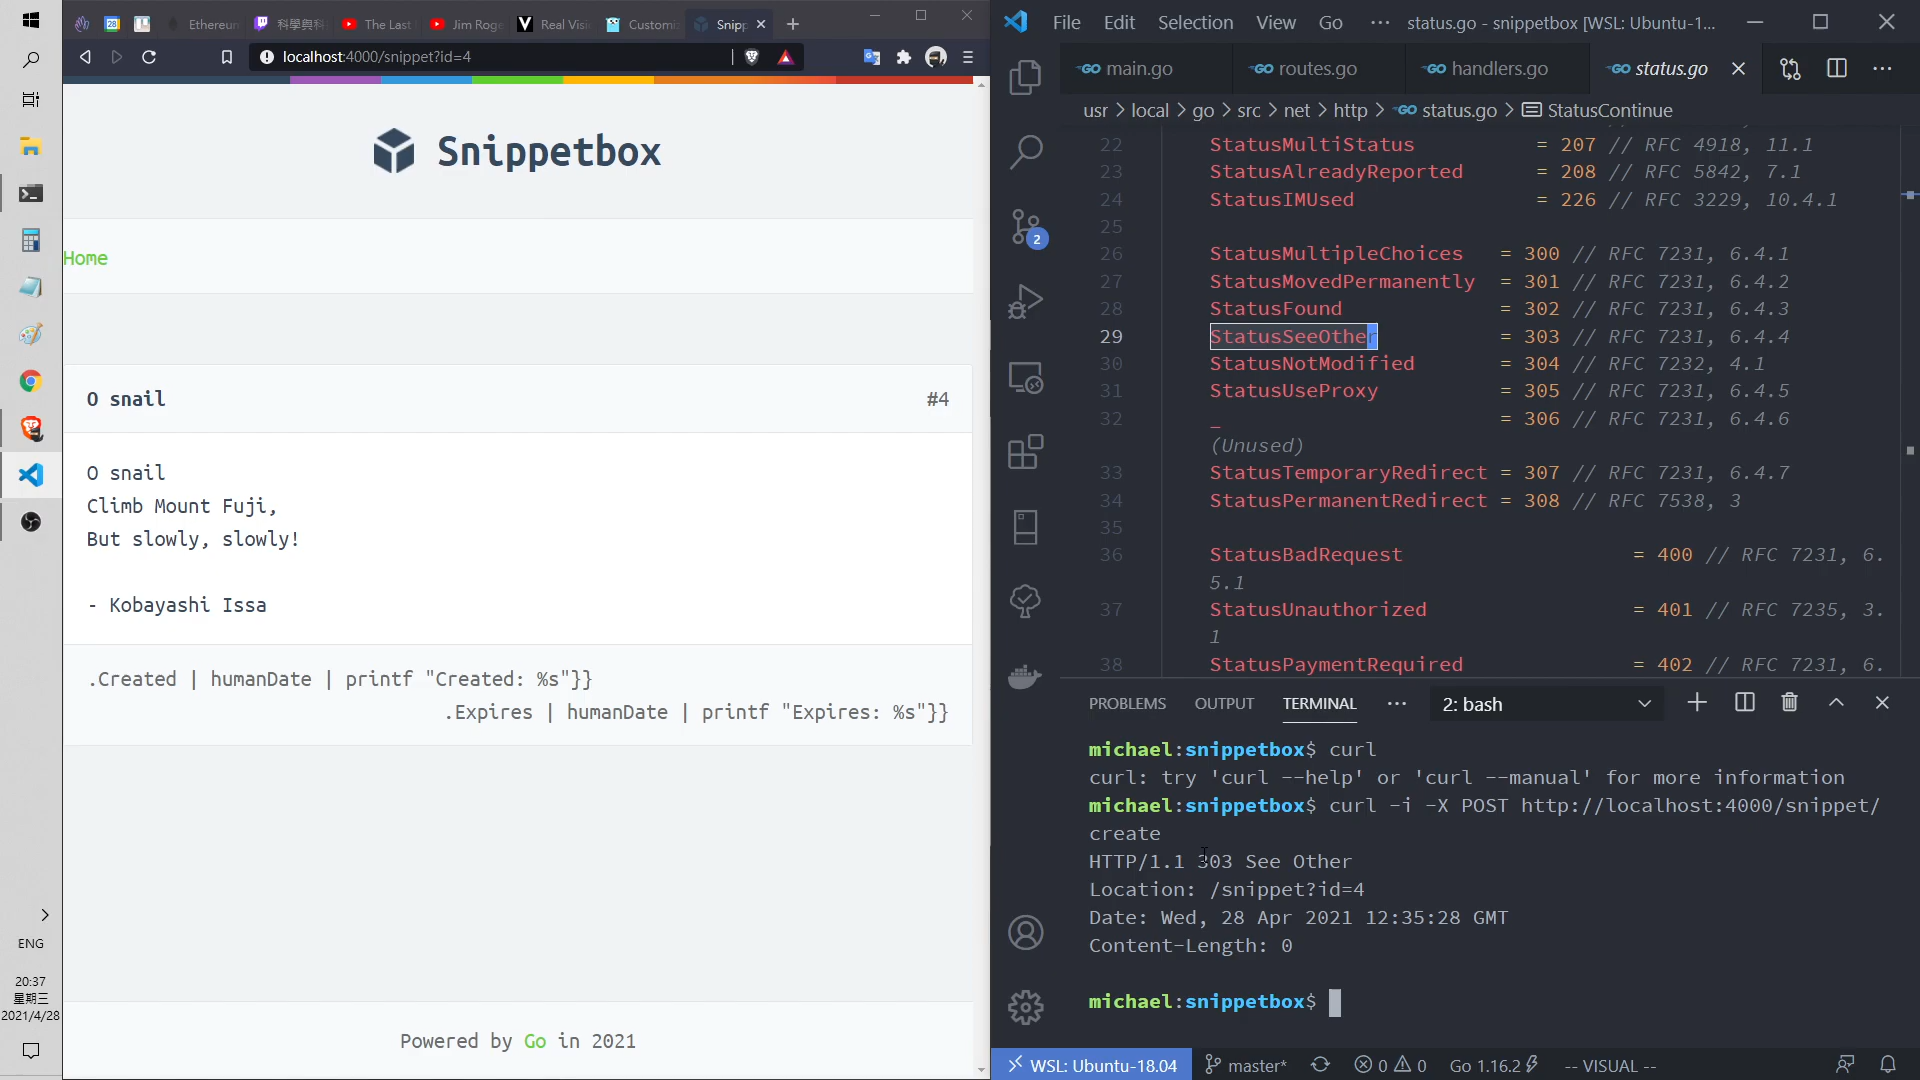 Ethereun
科學與科
The Last
Jim Roge
Real Visi
Customiz
Snipp
localhost:4000/snippet?id=4
Snippetbox
Home
O snail
#4
O snail
Climb Mount Fuji,
But slowly, slowly!
- Kobayashi Issa
.Created | humanDate | printf "Created: %s"}}
.Expires | humanDate | printf "Expires: %s"}}
Powered by Go in 2021
ENG
20:37
星期三
2021/4/28
File Edit Selection View Go ··· status.go - snippetbox [WSL: Ubuntu-1...
main.go
routes.go
handlers.go
status.go
usr > local > go > src > net > http > status.go > StatusContinue
22 StatusMultiStatus = 207 // RFC 4918, 11.1
23 StatusAlreadyReported = 208 // RFC 5842, 7.1
24 StatusIMUsed = 226 // RFC 3229, 10.4.1
25
26 StatusMultipleChoices = 300 // RFC 7231, 6.4.1
27 StatusMovedPermanently = 301 // RFC 7231, 6.4.2
28 StatusFound = 302 // RFC 7231, 6.4.3
29 StatusSeeOther = 303 // RFC 7231, 6.4.4
30 StatusNotModified = 304 // RFC 7232, 4.1
31 StatusUseProxy = 305 // RFC 7231, 6.4.5
32 _ = 306 // RFC 7231, 6.4.6
(Unused)
33 StatusTemporaryRedirect = 307 // RFC 7231, 6.4.7
34 StatusPermanentRedirect = 308 // RFC 7538, 3
35
36 StatusBadRequest = 400 // RFC 7231, 6.
5.1
37 StatusUnauthorized = 401 // RFC 7235, 3.
1
38 StatusPaymentRequired = 402 // RFC 7231, 6.
2
PROBLEMS OUTPUT TERMINAL ··· 2: bash
michael:snippetbox$ curl
curl: try 'curl --help' or 'curl --manual' for more information
michael:snippetbox$ curl -i -X POST http://localhost:4000/snippet/
create
HTTP/1.1 303 See Other
Location: /snippet?id=4
Date: Wed, 28 Apr 2021 12:35:28 GMT
Content-Length: 0
michael:snippetbox$
WSL: Ubuntu-18.04 master* 0 0 Go 1.16.2 -- VISUAL --